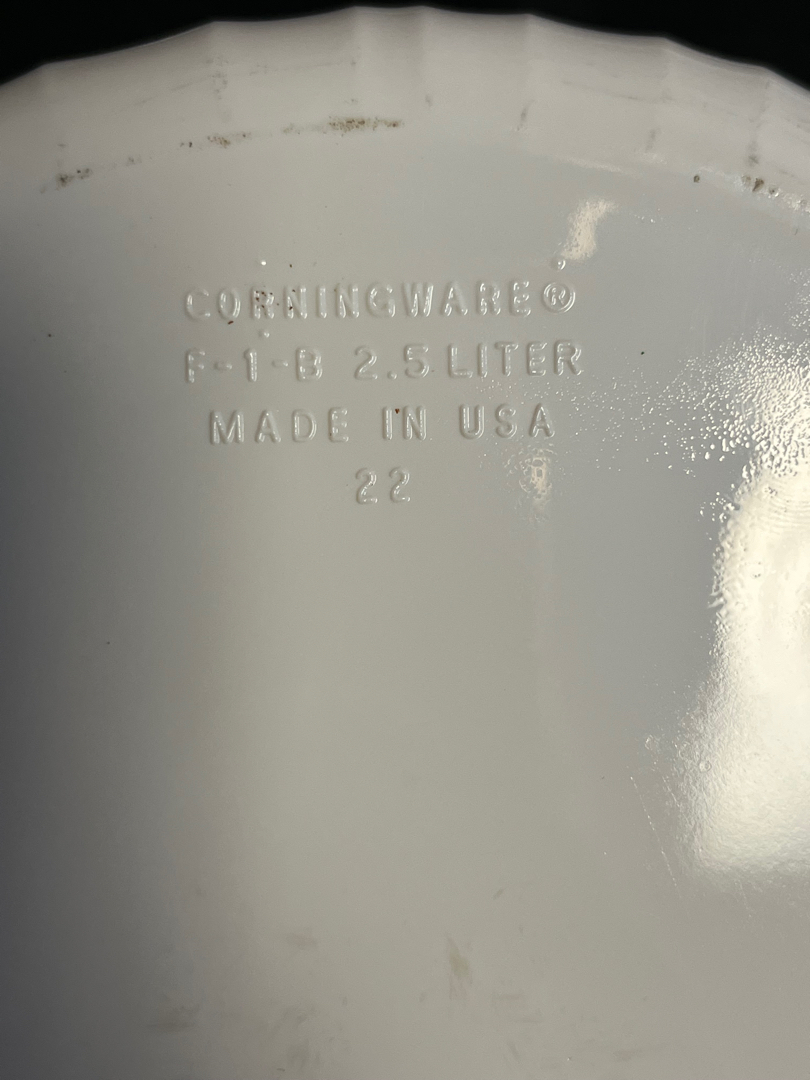 CORNINGWARE®
F-1-B 2.5 LITER
MADE IN USA
22